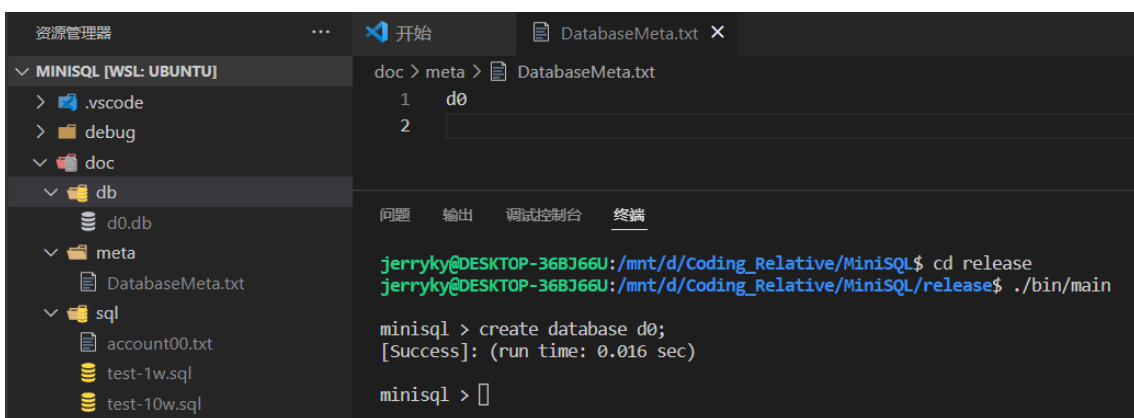 资源管理器 ···
MINISQL [WSL: UBUNTU]
.vscode
debug
doc
db
d0.db
meta
DatabaseMeta.txt
sql
account00.txt
test-1w.sql
test-10w.sql
开始 DatabaseMeta.txt
doc > meta > DatabaseMeta.txt
1 d0
2
问题 输出 调试控制台 终端
jerryky@DESKTOP-36BJ66U:/mnt/d/Coding_Relative/MiniSQL$ cd release
jerryky@DESKTOP-36BJ66U:/mnt/d/Coding_Relative/MiniSQL/release$ ./bin/main
minisql > create database d0;
[Success]: (run time: 0.016 sec)
minisql >